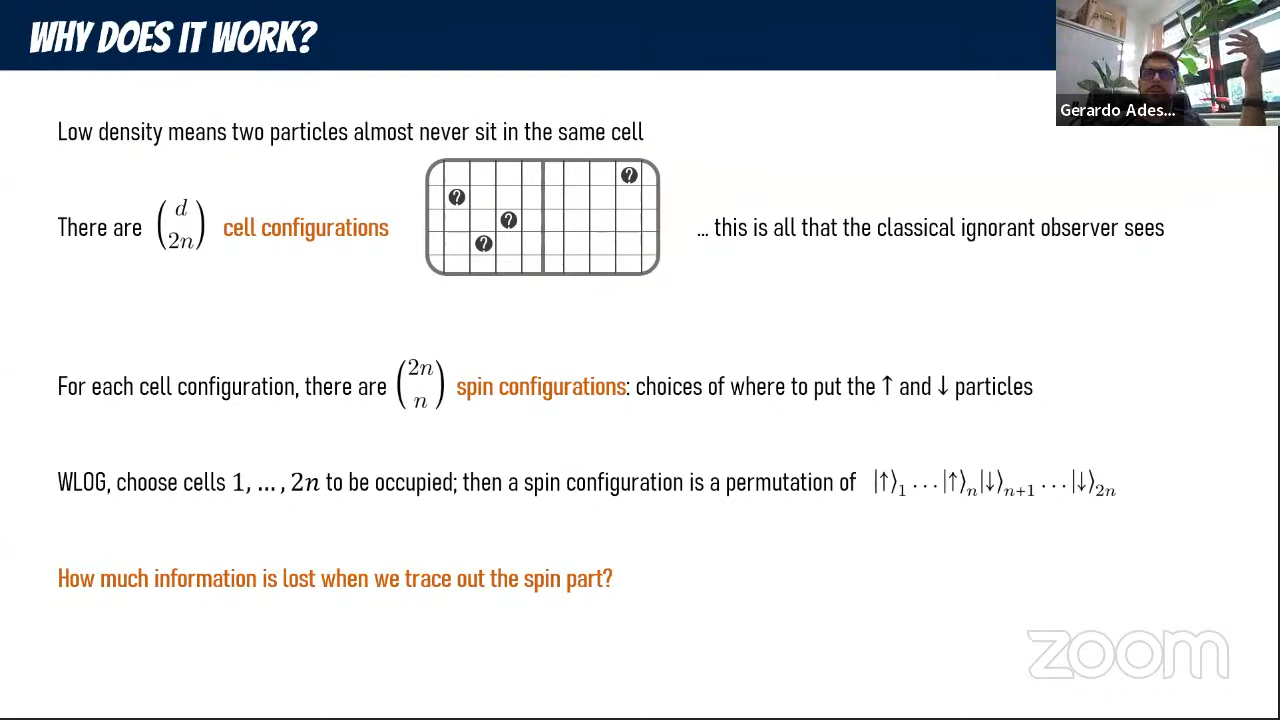 WHY DOES IT WORK?
Gerardo Ades...
Low density means two particles almost never sit in the same cell
There are (d 2n) cell configurations
? ? ? ?
... this is all that the classical ignorant observer sees
For each cell configuration, there are (2n n) spin configurations: choices of where to put the ↑ and ↓ particles
WLOG, choose cells 1, ..., 2n to be occupied; then a spin configuration is a permutation of |↑⟩₁ ... |↑⟩ₙ|↓⟩ₙ₊₁ ... |↓⟩₂ₙ
How much information is lost when we trace out the spin part?
zoom